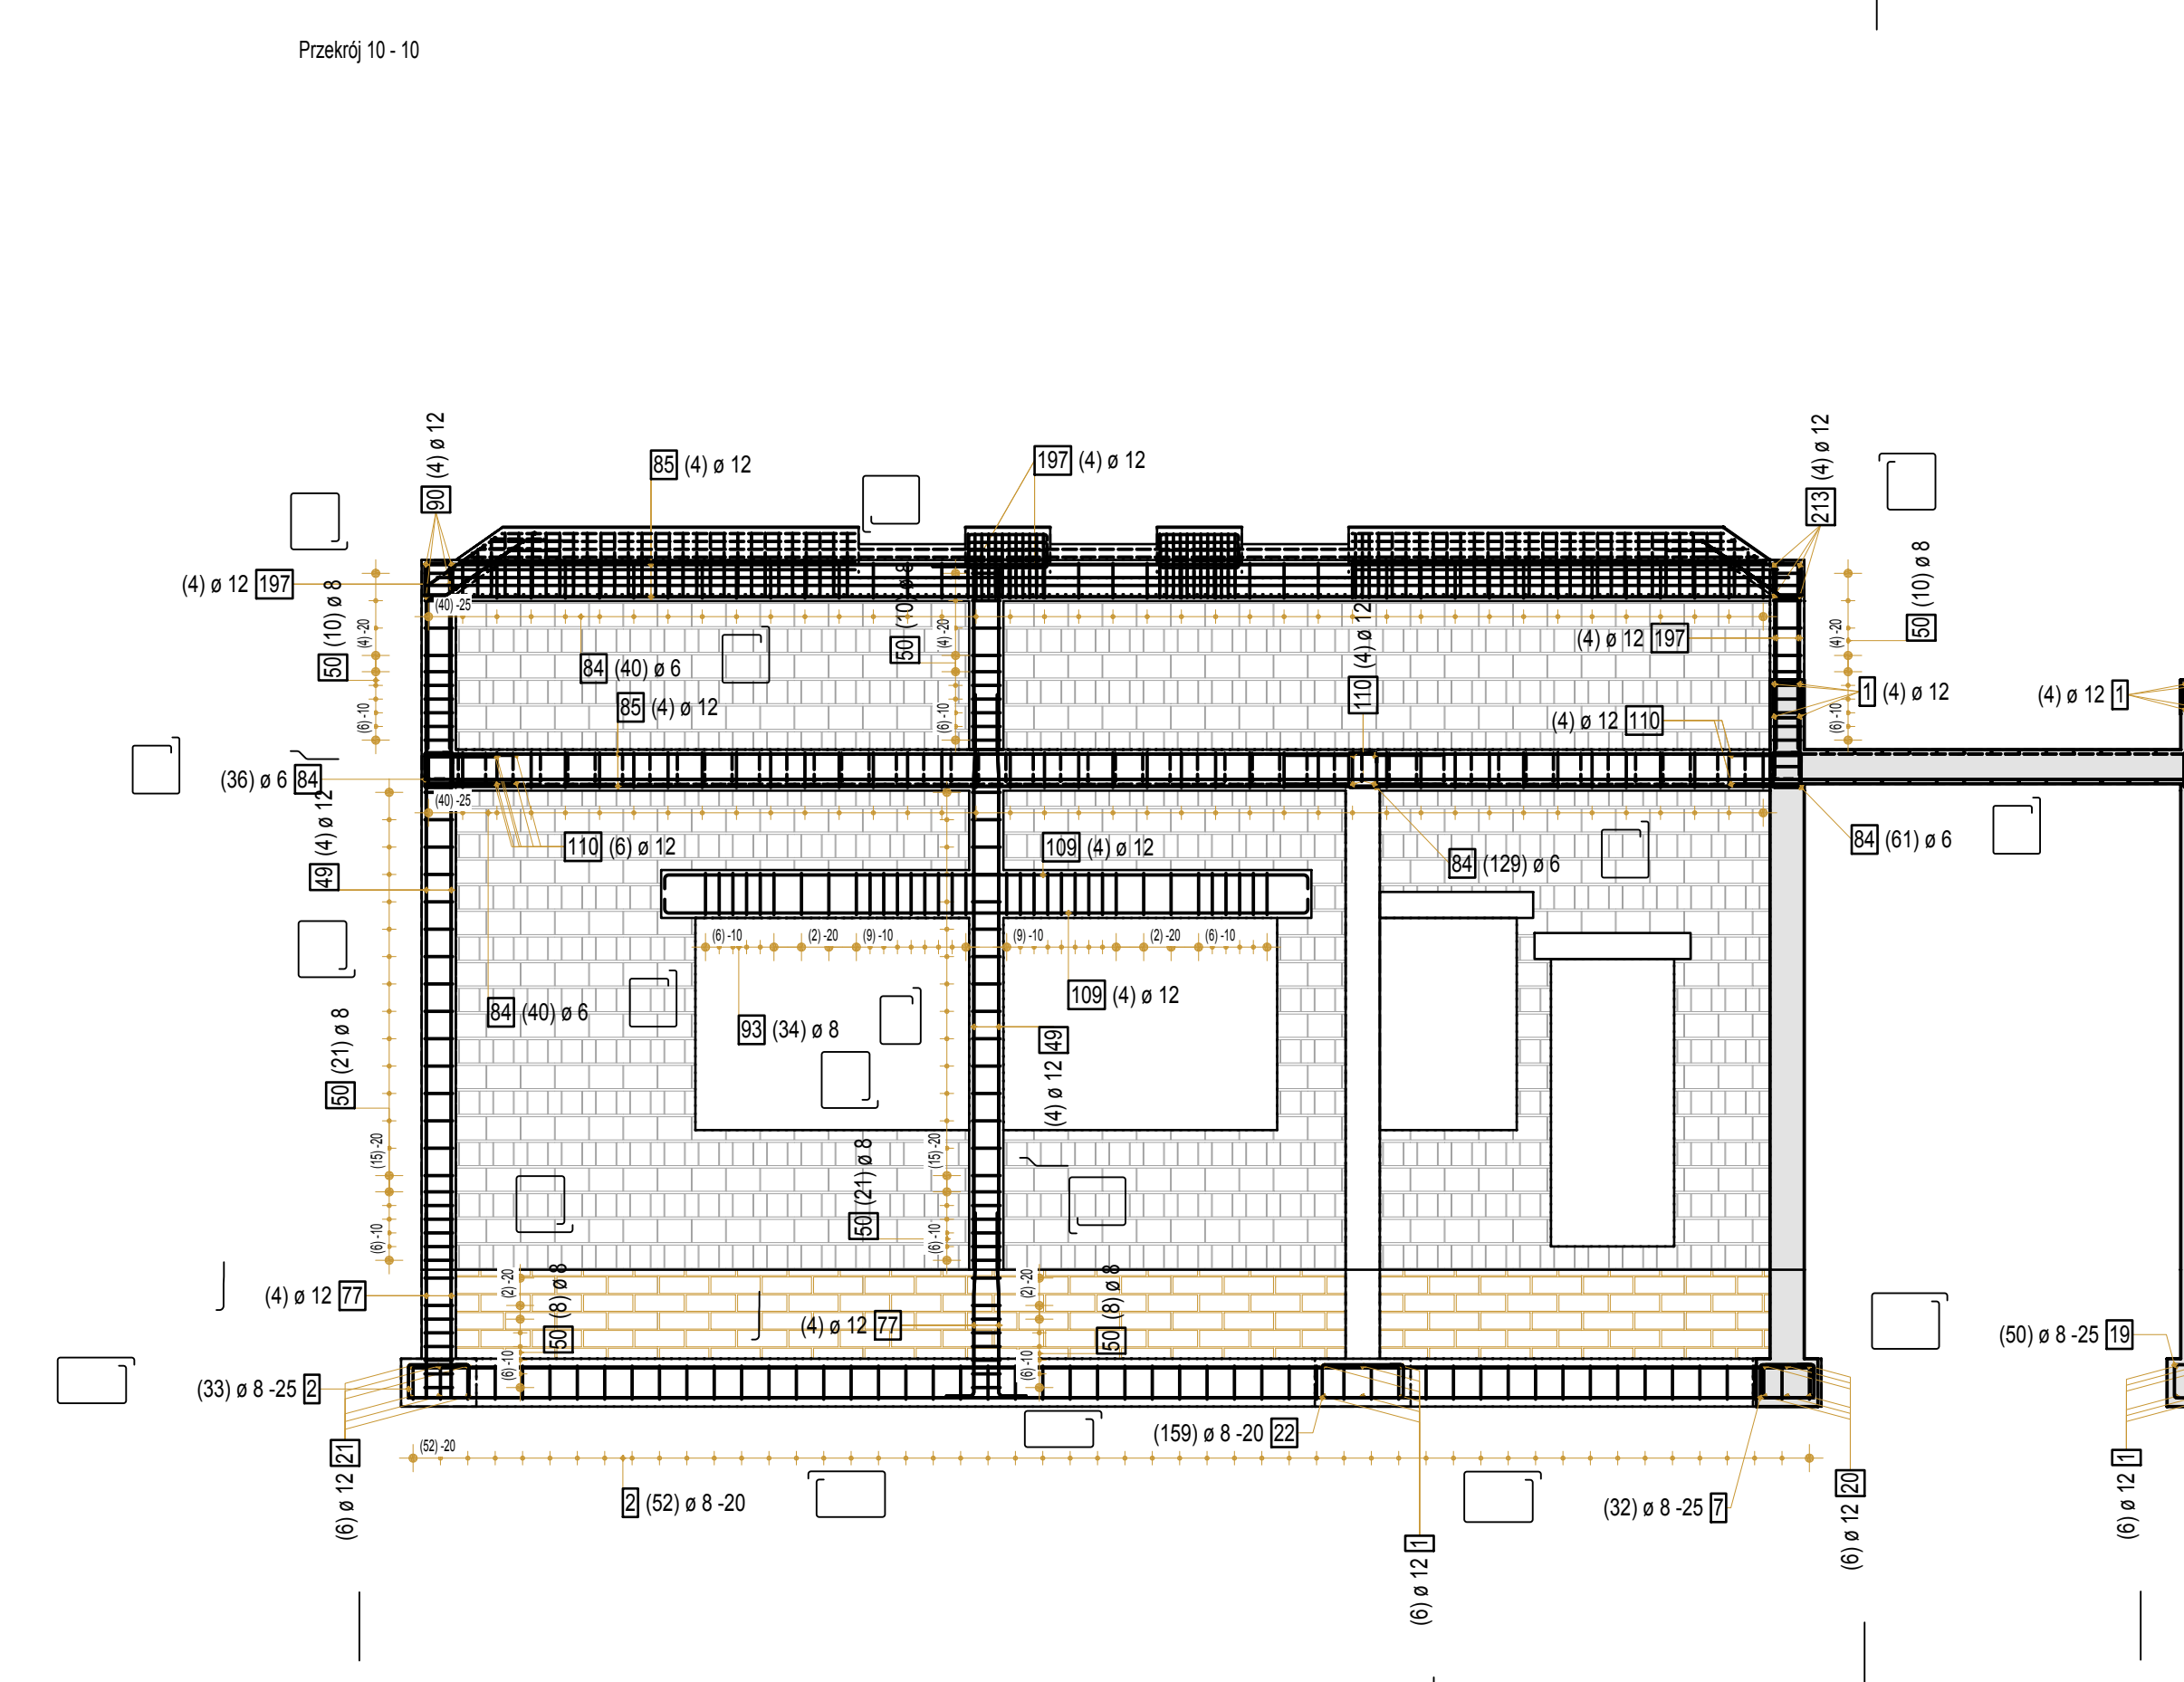 Przekrój 10 - 10
90 (4) ø 12
85 (4) ø 12
197 (4) ø 12
213 (4) ø 12
(4) ø 12 197
50 (10) ø 8
(4) -20
(6) -10
(40) -25
84 (40) ø 6
85 (4) ø 12
50 (10) ø 8
(4) -20
(6) -10
110 (4) ø 12
(4) ø 12 197
(4) ø 12 110
(4) -20
(6) -10
50 (10) ø 8
1 (4) ø 12
(4) ø 12 1
(36) ø 6 84
(40) -25
49 (4) ø 12
110 (6) ø 12
109 (4) ø 12
84 (129) ø 6
84 (61) ø 6
(6) -10
(2) -20
(9) -10
(9) -10
(2) -20
(6) -10
84 (40) ø 6
93 (34) ø 8
109 (4) ø 12
(4) ø 12 49
50 (21) ø 8
(15) -20
(6) -10
50 (21) ø 8
(15) -20
(6) -10
(4) ø 12 77
(2) -20
(6) -10
50 (8) ø 8
(4) ø 12 77
(2) -20
(6) -10
50 (8) ø 8
(50) ø 8 -25 19
(33) ø 8 -25 2
(159) ø 8 -20 22
(52) -20
(6) ø 12 21
2 (52) ø 8 -20
(32) ø 8 -25 7
(6) ø 12 1
(6) ø 12 20
(6) ø 12 1